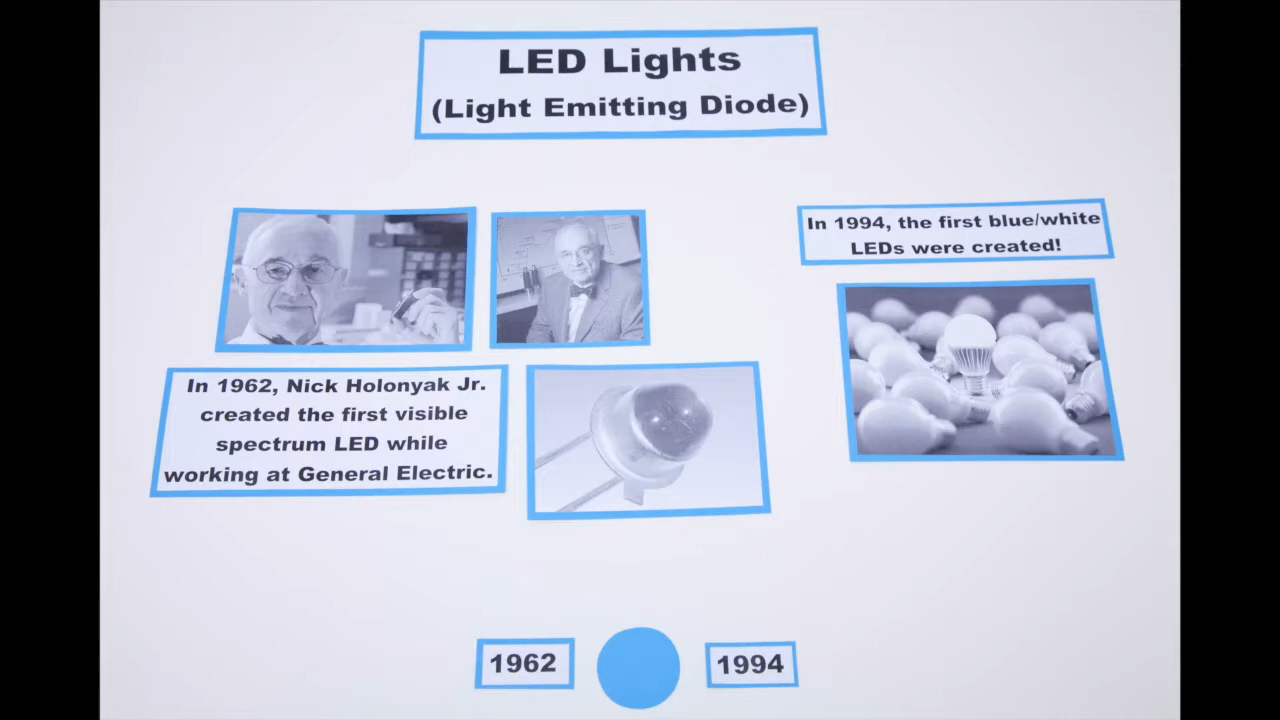 LED Lights
(Light Emitting Diode)
In 1962, Nick Holonyak Jr.
created the first visible
spectrum LED while
working at General Electric.
In 1994, the first blue/white
LEDs were created!
1962
1994